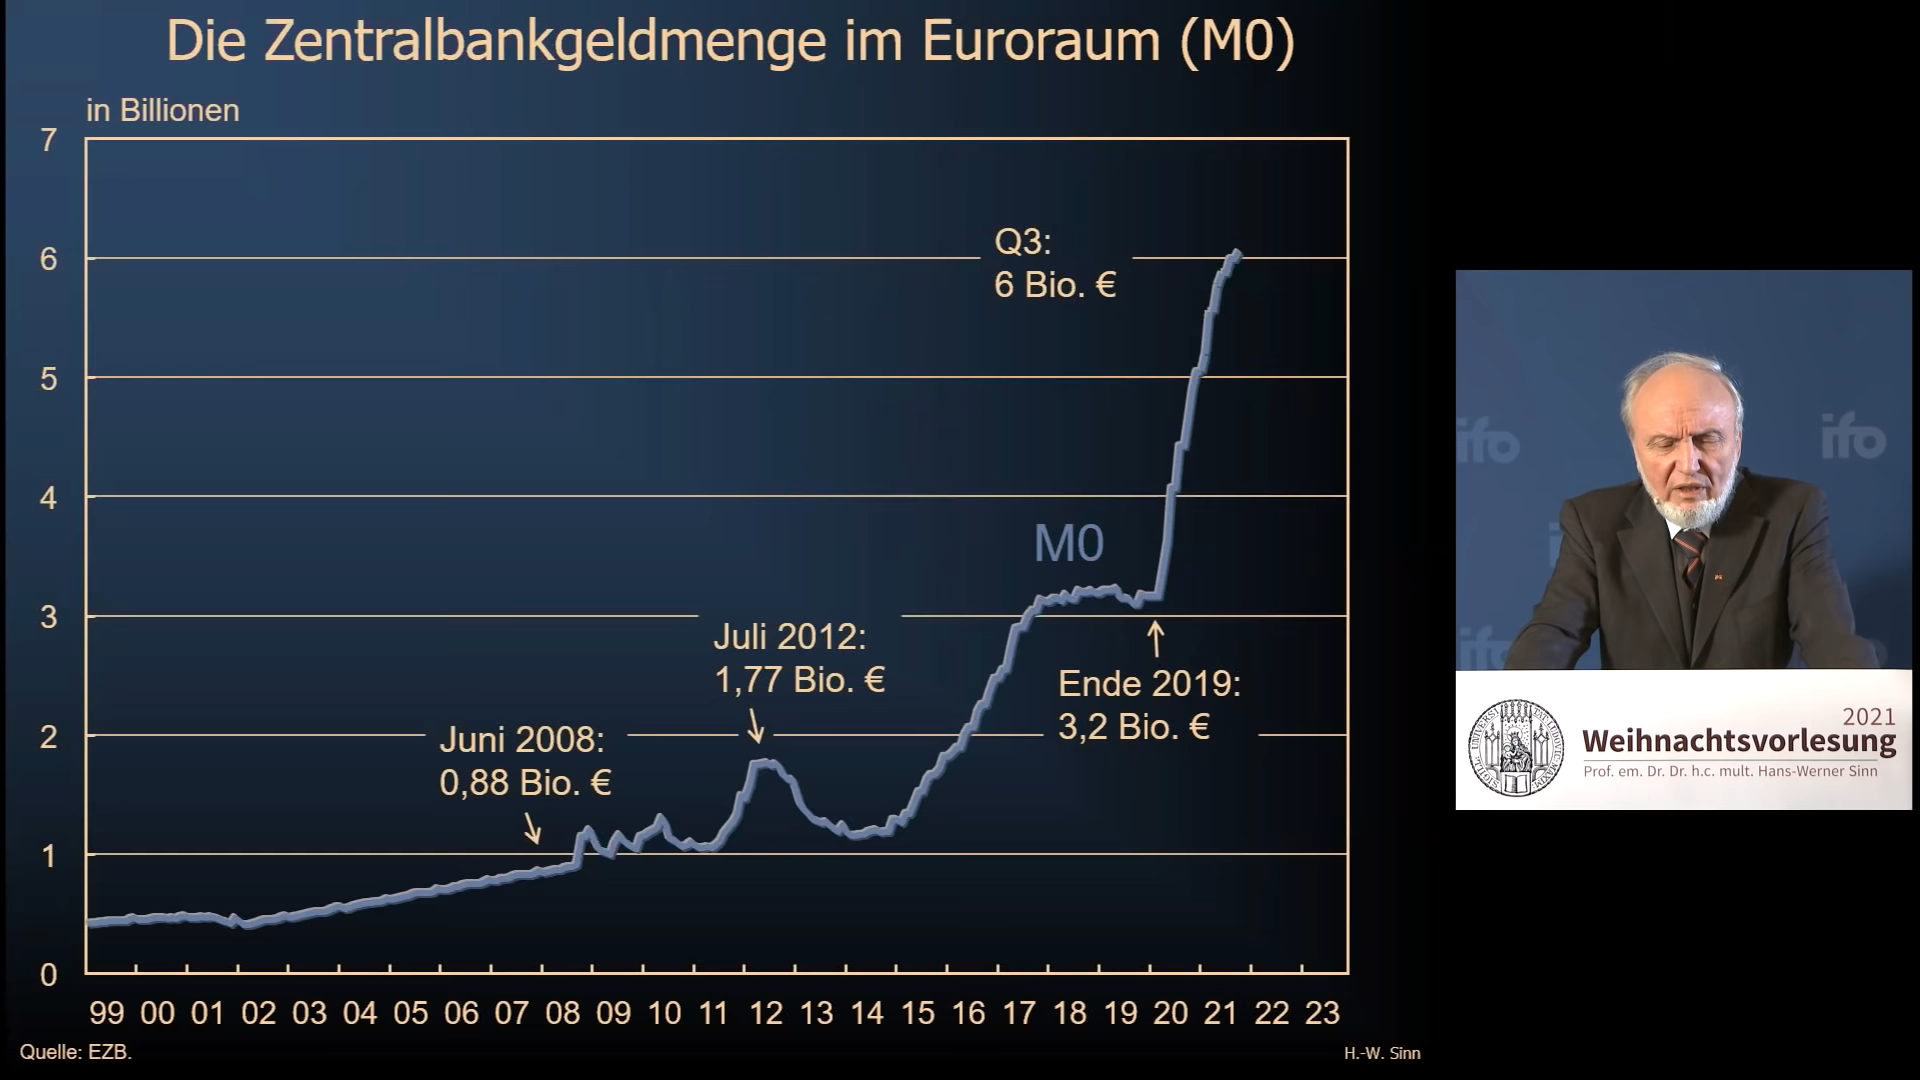 Die Zentralbankgeldmenge im Euroraum (M0)
in Billionen
7
6
5
4
3
2
1
0
Q3:
6 Bio. €
M0
Juli 2012:
1,77 Bio. €
Ende 2019:
3,2 Bio. €
Juni 2008:
0,88 Bio. €
99 00 01 02 03 04 05 06 07 08 09 10 11 12 13 14 15 16 17 18 19 20 21 22 23
Quelle: EZB.
H.-W. Sinn
ifo
ifo
ifo
2021
Weihnachtsvorlesung
Prof. em. Dr. Dr. h.c. mult. Hans-Werner Sinn